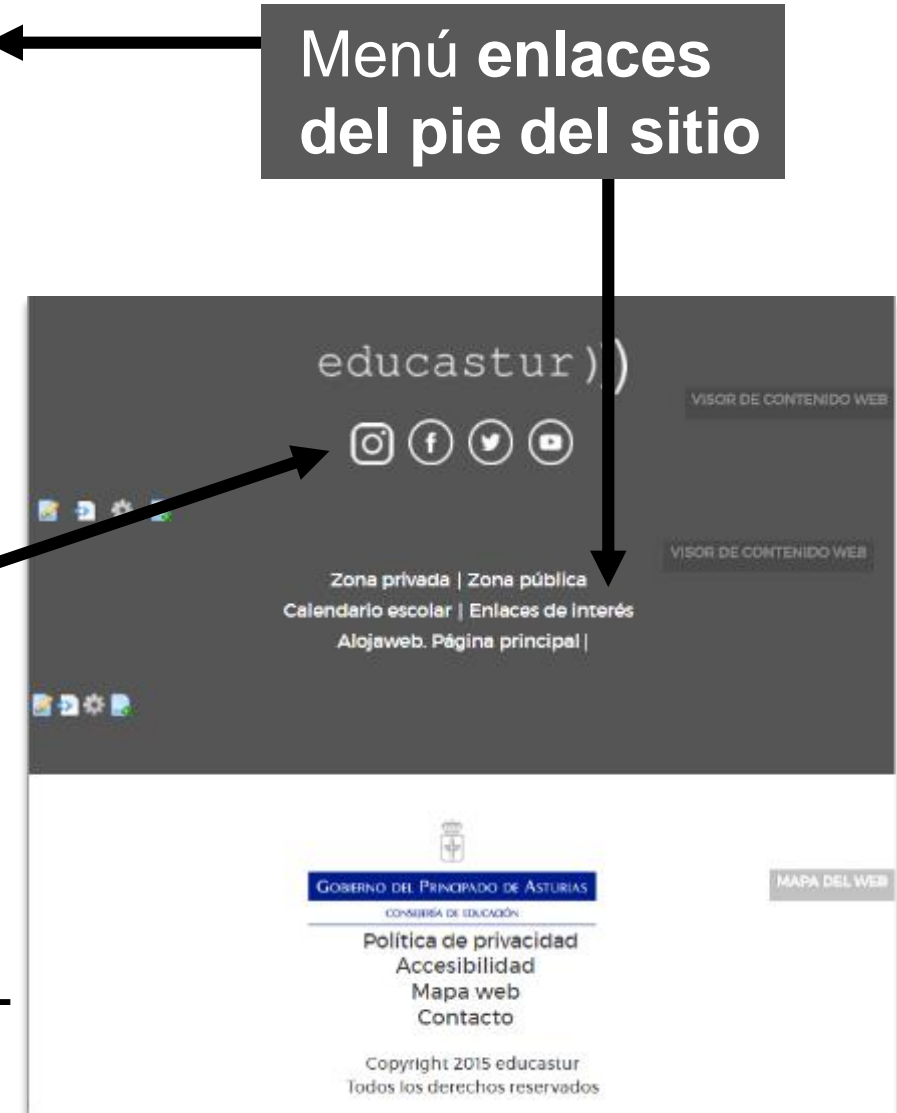 Menú enlaces
del pie del sitio
educastur)))
VISOR DE CONTENIDO WEB
VISOR DE CONTENIDO WEB
Zona privada | Zona pública
Calendario escolar | Enlaces de interés
Alojaweb. Página principal |
GOBIERNO DEL PRINCIPADO DE ASTURIAS
CONSEJERÍA DE EDUCACIÓN
MAPA DEL WEB
Política de privacidad
Accesibilidad
Mapa web
Contacto
Copyright 2015 educastur
Todos los derechos reservados